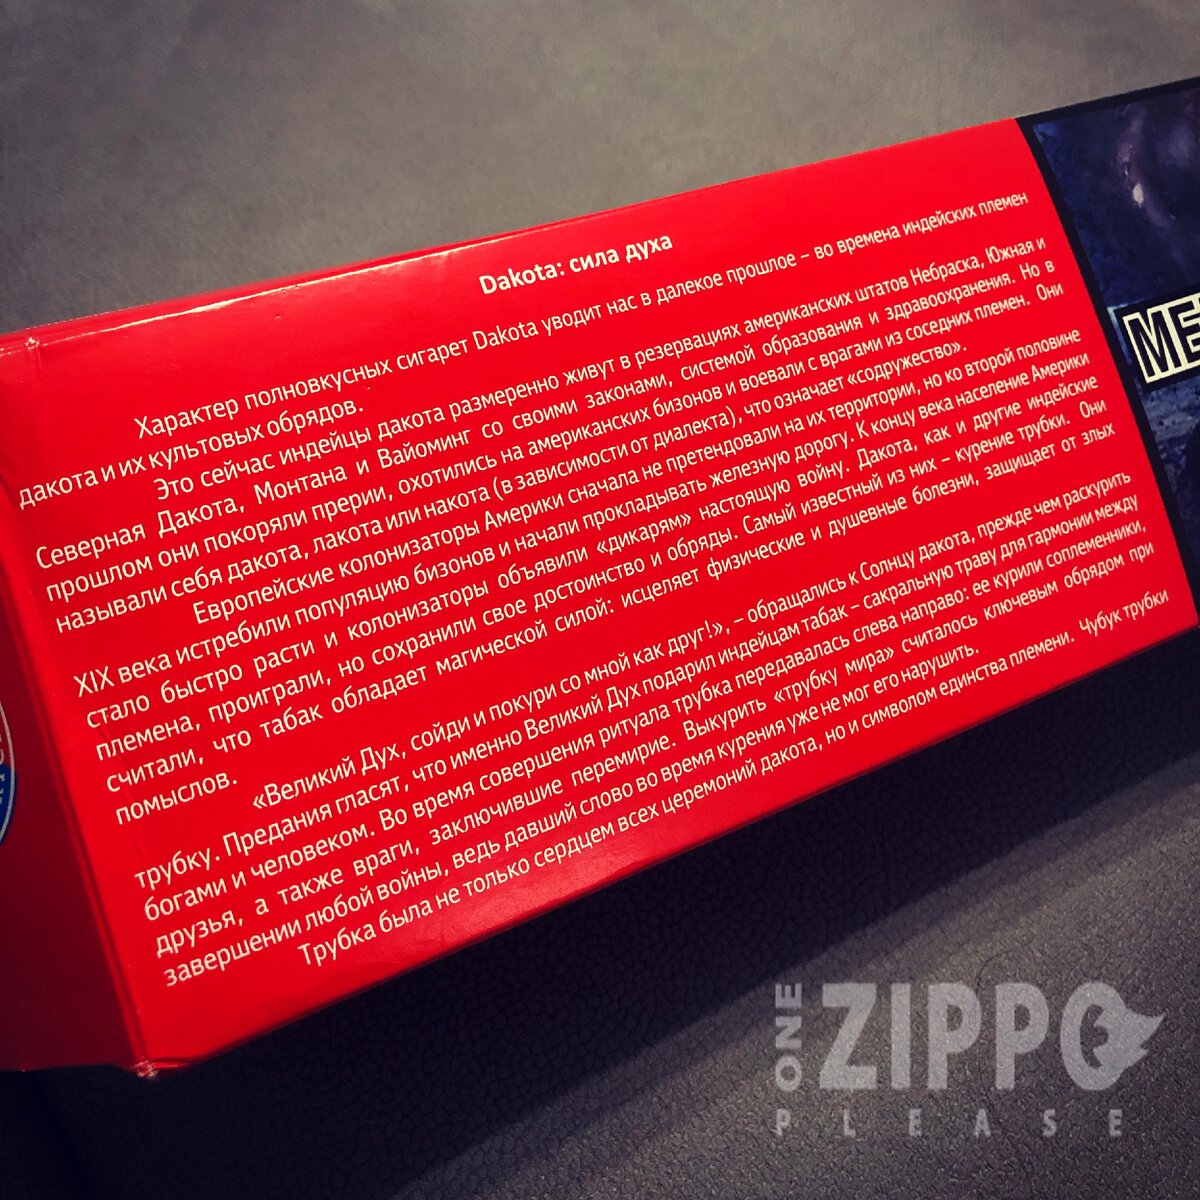 Dakota: сила духа
Характер полновкусных сигарет Dakota уводит нас в далекое прошлое – во времена индейских племен
дакота и их культовых обрядов.
Это сейчас индейцы дакота размеренно живут в резервациях американских штатов Небраска, Южная и
Северная Дакота, Монтана и Вайоминг со своими законами, системой образования и здравоохранения. Но в
прошлом они покоряли прерии, охотились на американских бизонов и воевали с врагами из соседних племен. Они
называли себя дакота, лакота или накота (в зависимости от диалекта), что означает «содружество».
Европейские колонизаторы Америки сначала не претендовали на их территории, но ко второй половине
XIX века истребили популяцию бизонов и начали прокладывать железную дорогу. К концу века население Америки
стало быстро расти и колонизаторы объявили «дикарям» настоящую войну. Дакота, как и другие индейские
племена, проиграли, но сохранили свое достоинство и обряды. Самый известный из них – курение трубки. Они
считали, что табак обладает магической силой: исцеляет физические и душевные болезни, защищает от злых
помыслов.
«Великий Дух, сойди и покури со мной как друг!», – обращались к Солнцу дакота, прежде чем раскурить
трубку. Предания гласят, что именно Великий Дух подарил индейцам табак – сакральную траву для гармонии между
богами и человеком. Во время совершения ритуала трубка передавалась слева направо: ее курили соплеменники,
друзья, а также враги, заключившие перемирие. Выкурить «трубку мира» считалось ключевым обрядом при
завершении любой войны, ведь давший слово во время курения уже не мог его нарушить.
Трубка была не только сердцем всех церемоний дакота, но и символом единства племени. Чубук трубки
ONE
ZIPPO
PLEASE